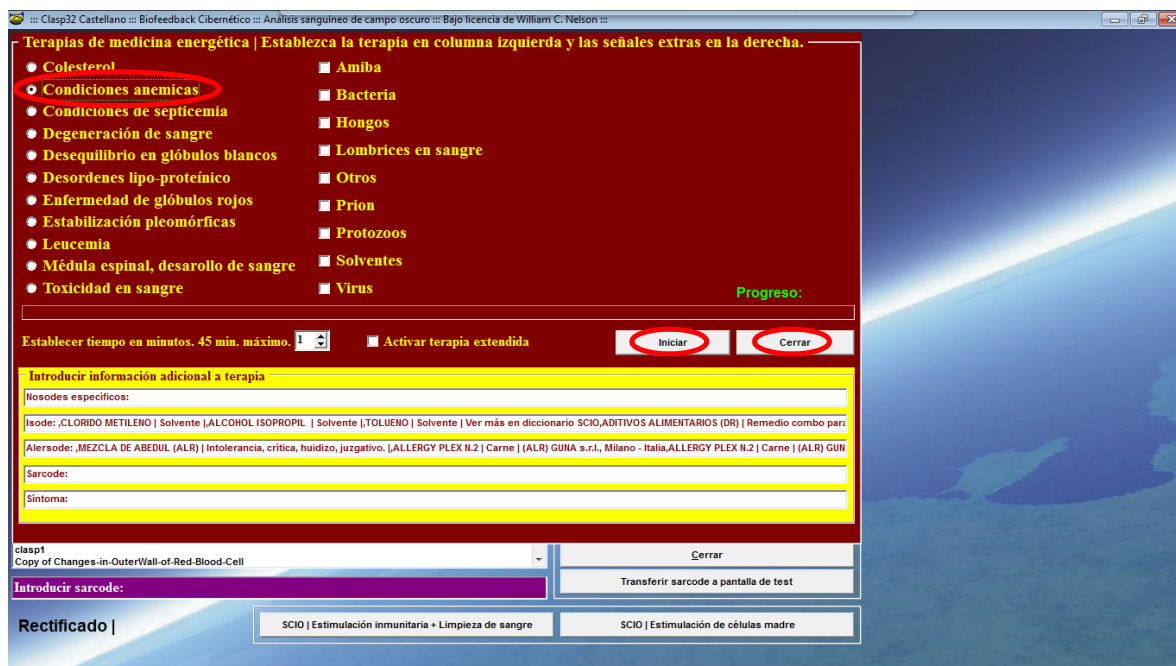 ::: Clasp32 Castellano ::: Biofeedback Cibernético ::: Análisis sanguíneo de campo oscuro ::: Bajo licencia de William C. Nelson :::
Terapias de medicina energética | Establezca la terapia en columna izquierda y las señales extras en la derecha.
Colesterol
Condiciones anemicas
Condiciones de septicemia
Degeneración de sangre
Desequilibrio en glóbulos blancos
Desordenes lipo-proteínico
Enfermedad de glóbulos rojos
Estabilización pleomórficas
Leucemia
Médula espinal, desarollo de sangre
Toxicidad en sangre
Amiba
Bacteria
Hongos
Lombrices en sangre
Otros
Prion
Protozoos
Solventes
Virus
Progreso:
Establecer tiempo en minutos. 45 min. máximo. 1
Activar terapia extendida
Iniciar
Cerrar
Introducir información adicional a terapia
Nosodes específicos:
Isode: ,CLORIDO METILENO | Solvente |,ALCOHOL ISOPROPIL | Solvente |,TOLUENO | Solvente | Ver más en diccionario SCIO,ADITIVOS ALIMENTARIOS (DR) | Remedio combo para
Alersode: ,MEZCLA DE ABEDUL (ALR) | Intolerancia, crítica, huidizo, juzgativo. |,ALLERGY PLEX N.2 | Carne | (ALR) GUNA s.r.l., Milano - Italia,ALLERGY PLEX N.2 | Carne | (ALR) GUN
Sarcode:
Síntoma:
clasp1
Copy of Changes-in-OuterWall-of-Red-Blood-Cell
Cerrar
Introducir sarcode:
Transferir sarcode a pantalla de test
Rectificado |
SCIO | Estimulación inmunitaria + Limpieza de sangre
SCIO | Estimulación de células madre